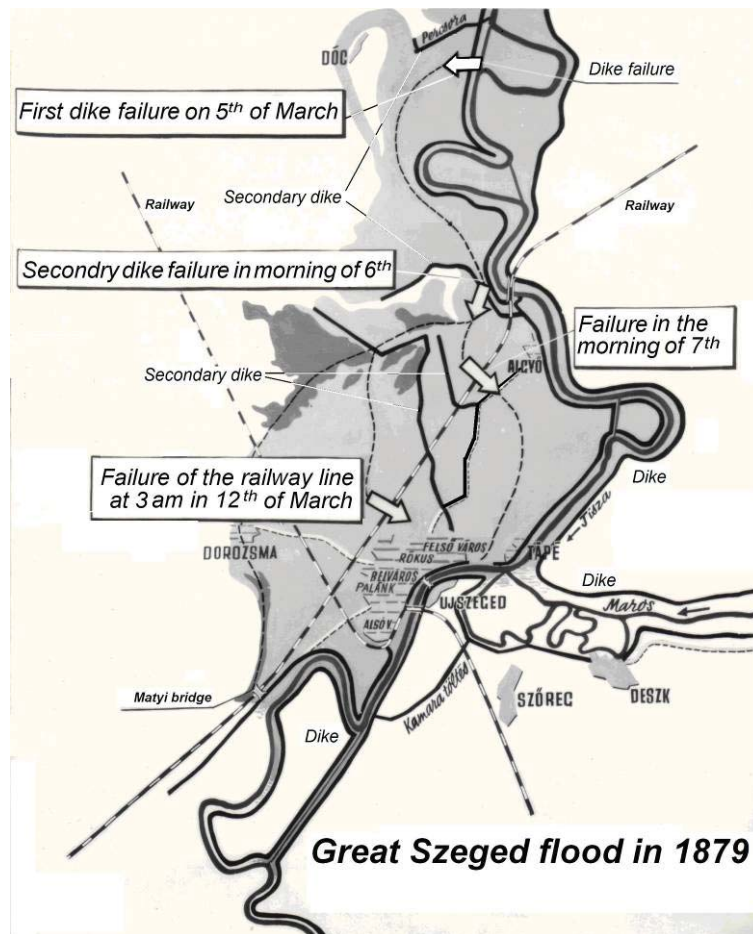 Percsora
DÓC
Dike failure
First dike failure on 5th of March
Secondary dike
Railway
Railway
Secondry dike failure in morning of 6th
Failure in the
morning of 7th
ALGYŐ
Secondary dike
Failure of the railway line
at 3 am in 12th of March
Dike
Tisza
DOROZSMA
FELSŐ VÁROS
RÓKUS
TÁPÉ
BELVÁROS
PALÁNK
Dike
UJSZEGED
Maros
ALSÓV.
Matyi bridge
SZŐREG
DESZK
Kamara töltés
Dike
Great Szeged flood in 1879